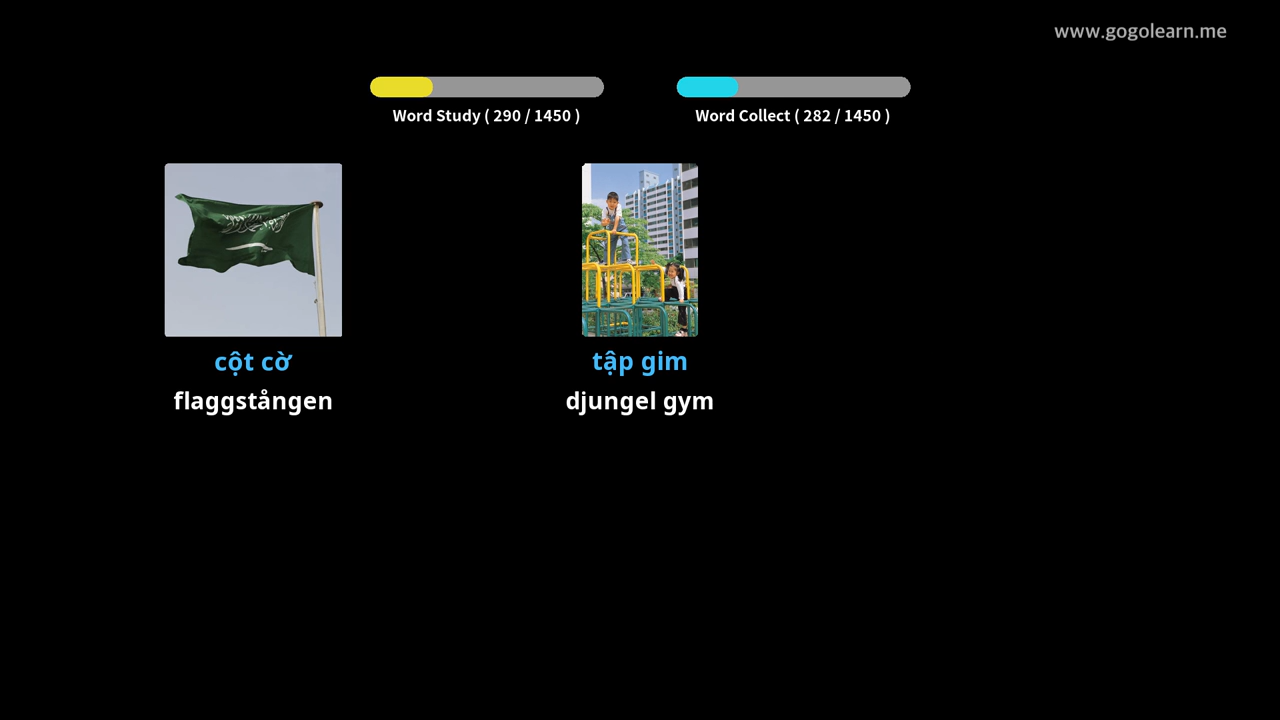 www.gogolearn.me
Word Study ( 290 / 1450 )
Word Collect ( 282 / 1450 )
cột cờ
flaggstången
tập gim
djungel gym